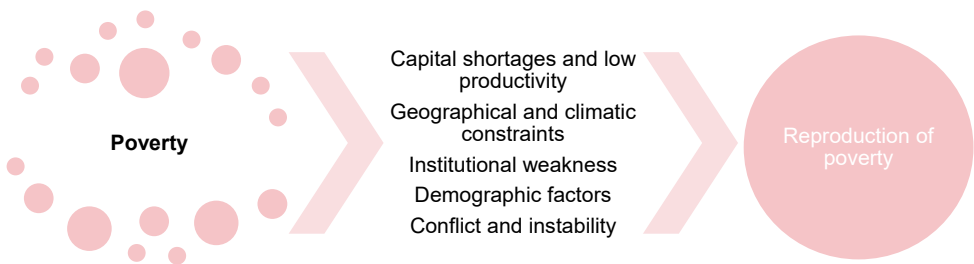 Poverty
Capital shortages and low
productivity
Geographical and climatic
constraints
Institutional weakness
Demographic factors
Conflict and instability
Reproduction of
poverty